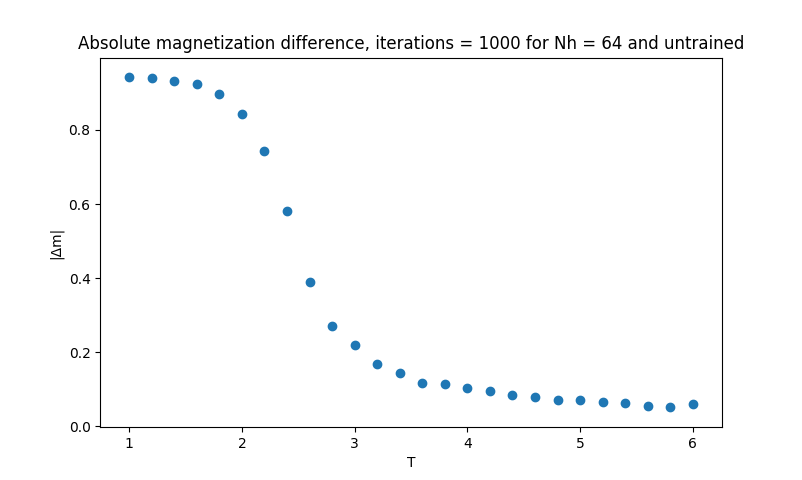 Absolute magnetization difference, iterations = 1000 for Nh = 64 and untrained
0.8
0.6
|Δm|
0.4
0.2
0.0
1 2 3 4 5 6
T